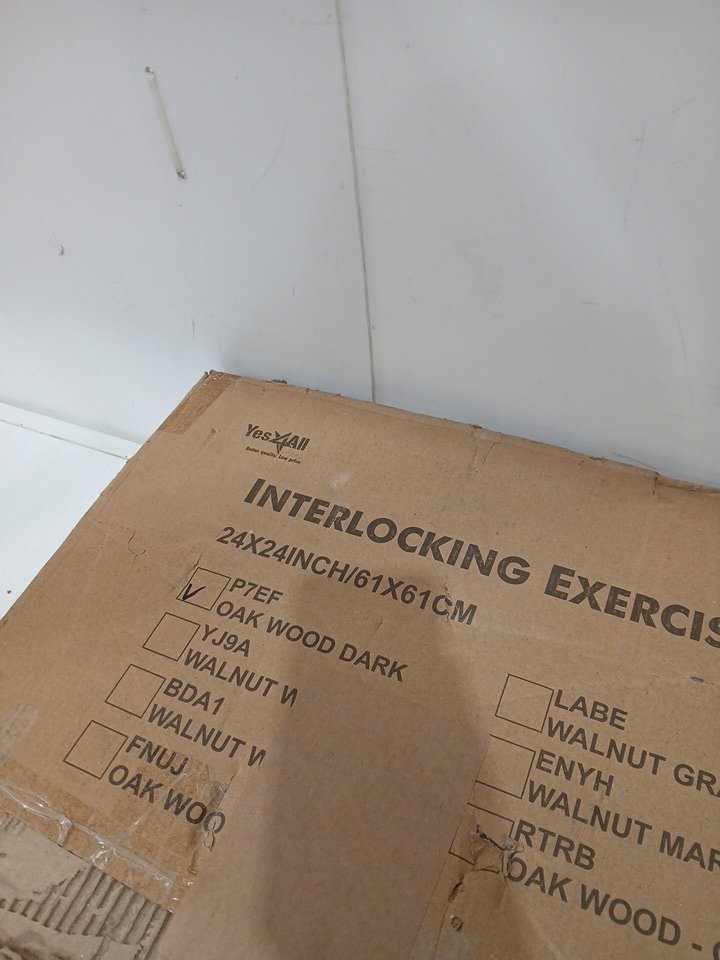 Yes4All
Better quality. Low price.
INTERLOCKING EXERCIS
24X24INCH/61X61CM
P7EF
OAK WOOD DARK
YJ9A
WALNUT W
BDA1
WALNUT W
FNUJ
OAK WOO
LABE
WALNUT GRA
ENYH
WALNUT MAR
RTRB
OAK WOOD -